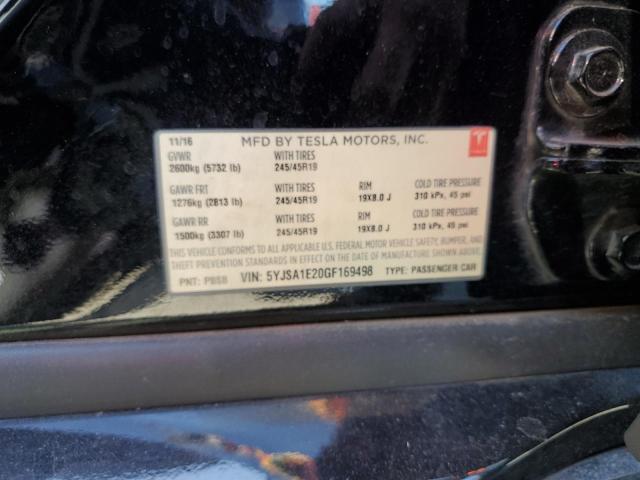 11/16 MFD BY TESLA MOTORS, INC.
GVWR WITH TIRES
2600kg (5732 lb) 245/45R19
GAWR FRT WITH TIRES RIM COLD TIRE PRESSURE
1276kg (2813 lb) 245/45R19 19X8.0 J 310 kPx, 45 psi
GAWR RR WITH TIRES RIM COLD TIRE PRESSURE
1500kg (3307 lb) 245/45R19 19X8.0 J 310 kPx, 45 psi
THIS VEHICLE CONFORMS TO ALL APPLICABLE U.S. FEDERAL MOTOR VEHICLE SAFETY, BUMPER, AND
THEFT PREVENTION STANDARDS IN EFFECT ON THE DATE OF MANUFACTURE SHOWN ABOVE.
PNT: PBSB VIN: 5YJSA1E20GF169498 TYPE: PASSENGER CAR